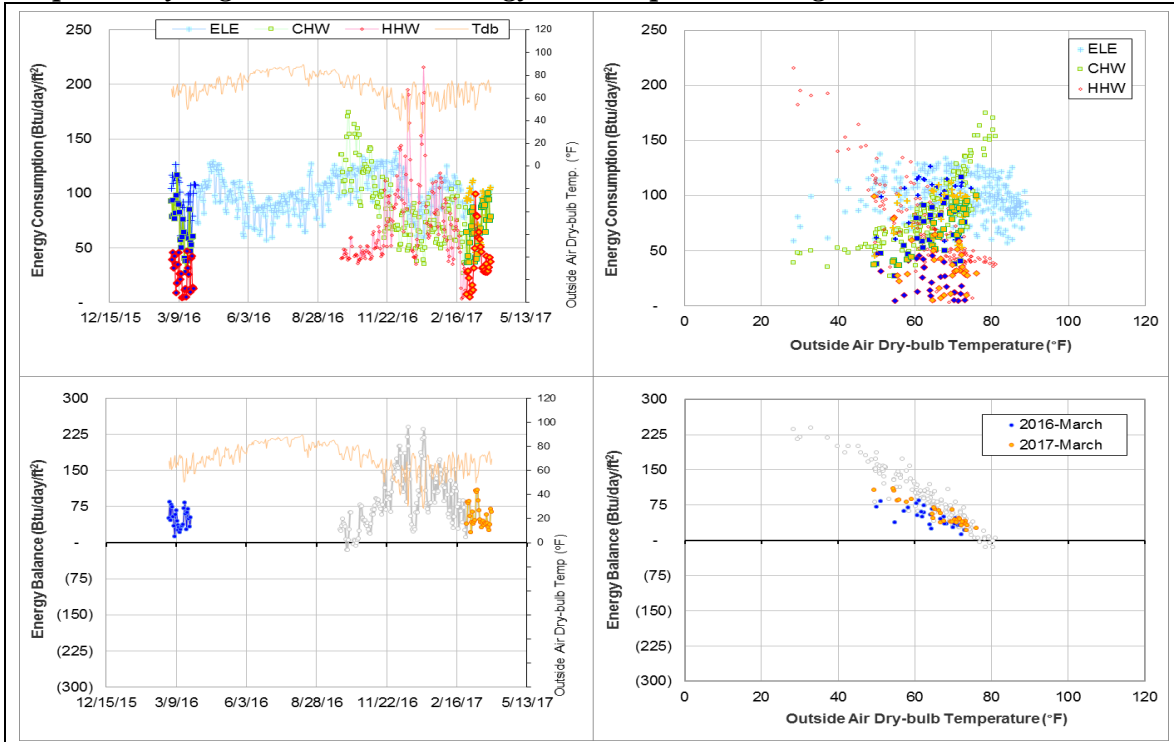 ELE CHW HHW Tdb
Energy Consumption (Btu/day/ft²)
250
200
150
100
50
-
120
100
80
60
40
20
0
Outside Air Dry-bulb Temp. (°F)
12/15/15 3/9/16 6/3/16 8/28/16 11/22/16 2/16/17 5/13/17
Energy Consumption (Btu/day/ft²)
250
200
150
100
50
-
ELE
CHW
HHW
0 20 40 60 80 100 120
Outside Air Dry-bulb Temperature (°F)
Energy Balance (Btu/day/ft²)
300
225
150
75
-
(75)
(150)
(225)
(300)
120
100
80
60
40
20
0
Outside Air Dry-bulb Temp (°F)
12/15/15 3/9/16 6/3/16 8/28/16 11/22/16 2/16/17 5/13/17
Energy Balance (Btu/day/ft²)
300
225
150
75
-
(75)
(150)
(225)
(300)
2016-March
2017-March
0 20 40 60 80 100 120
Outside Air Dry-bulb Temperature (°F)